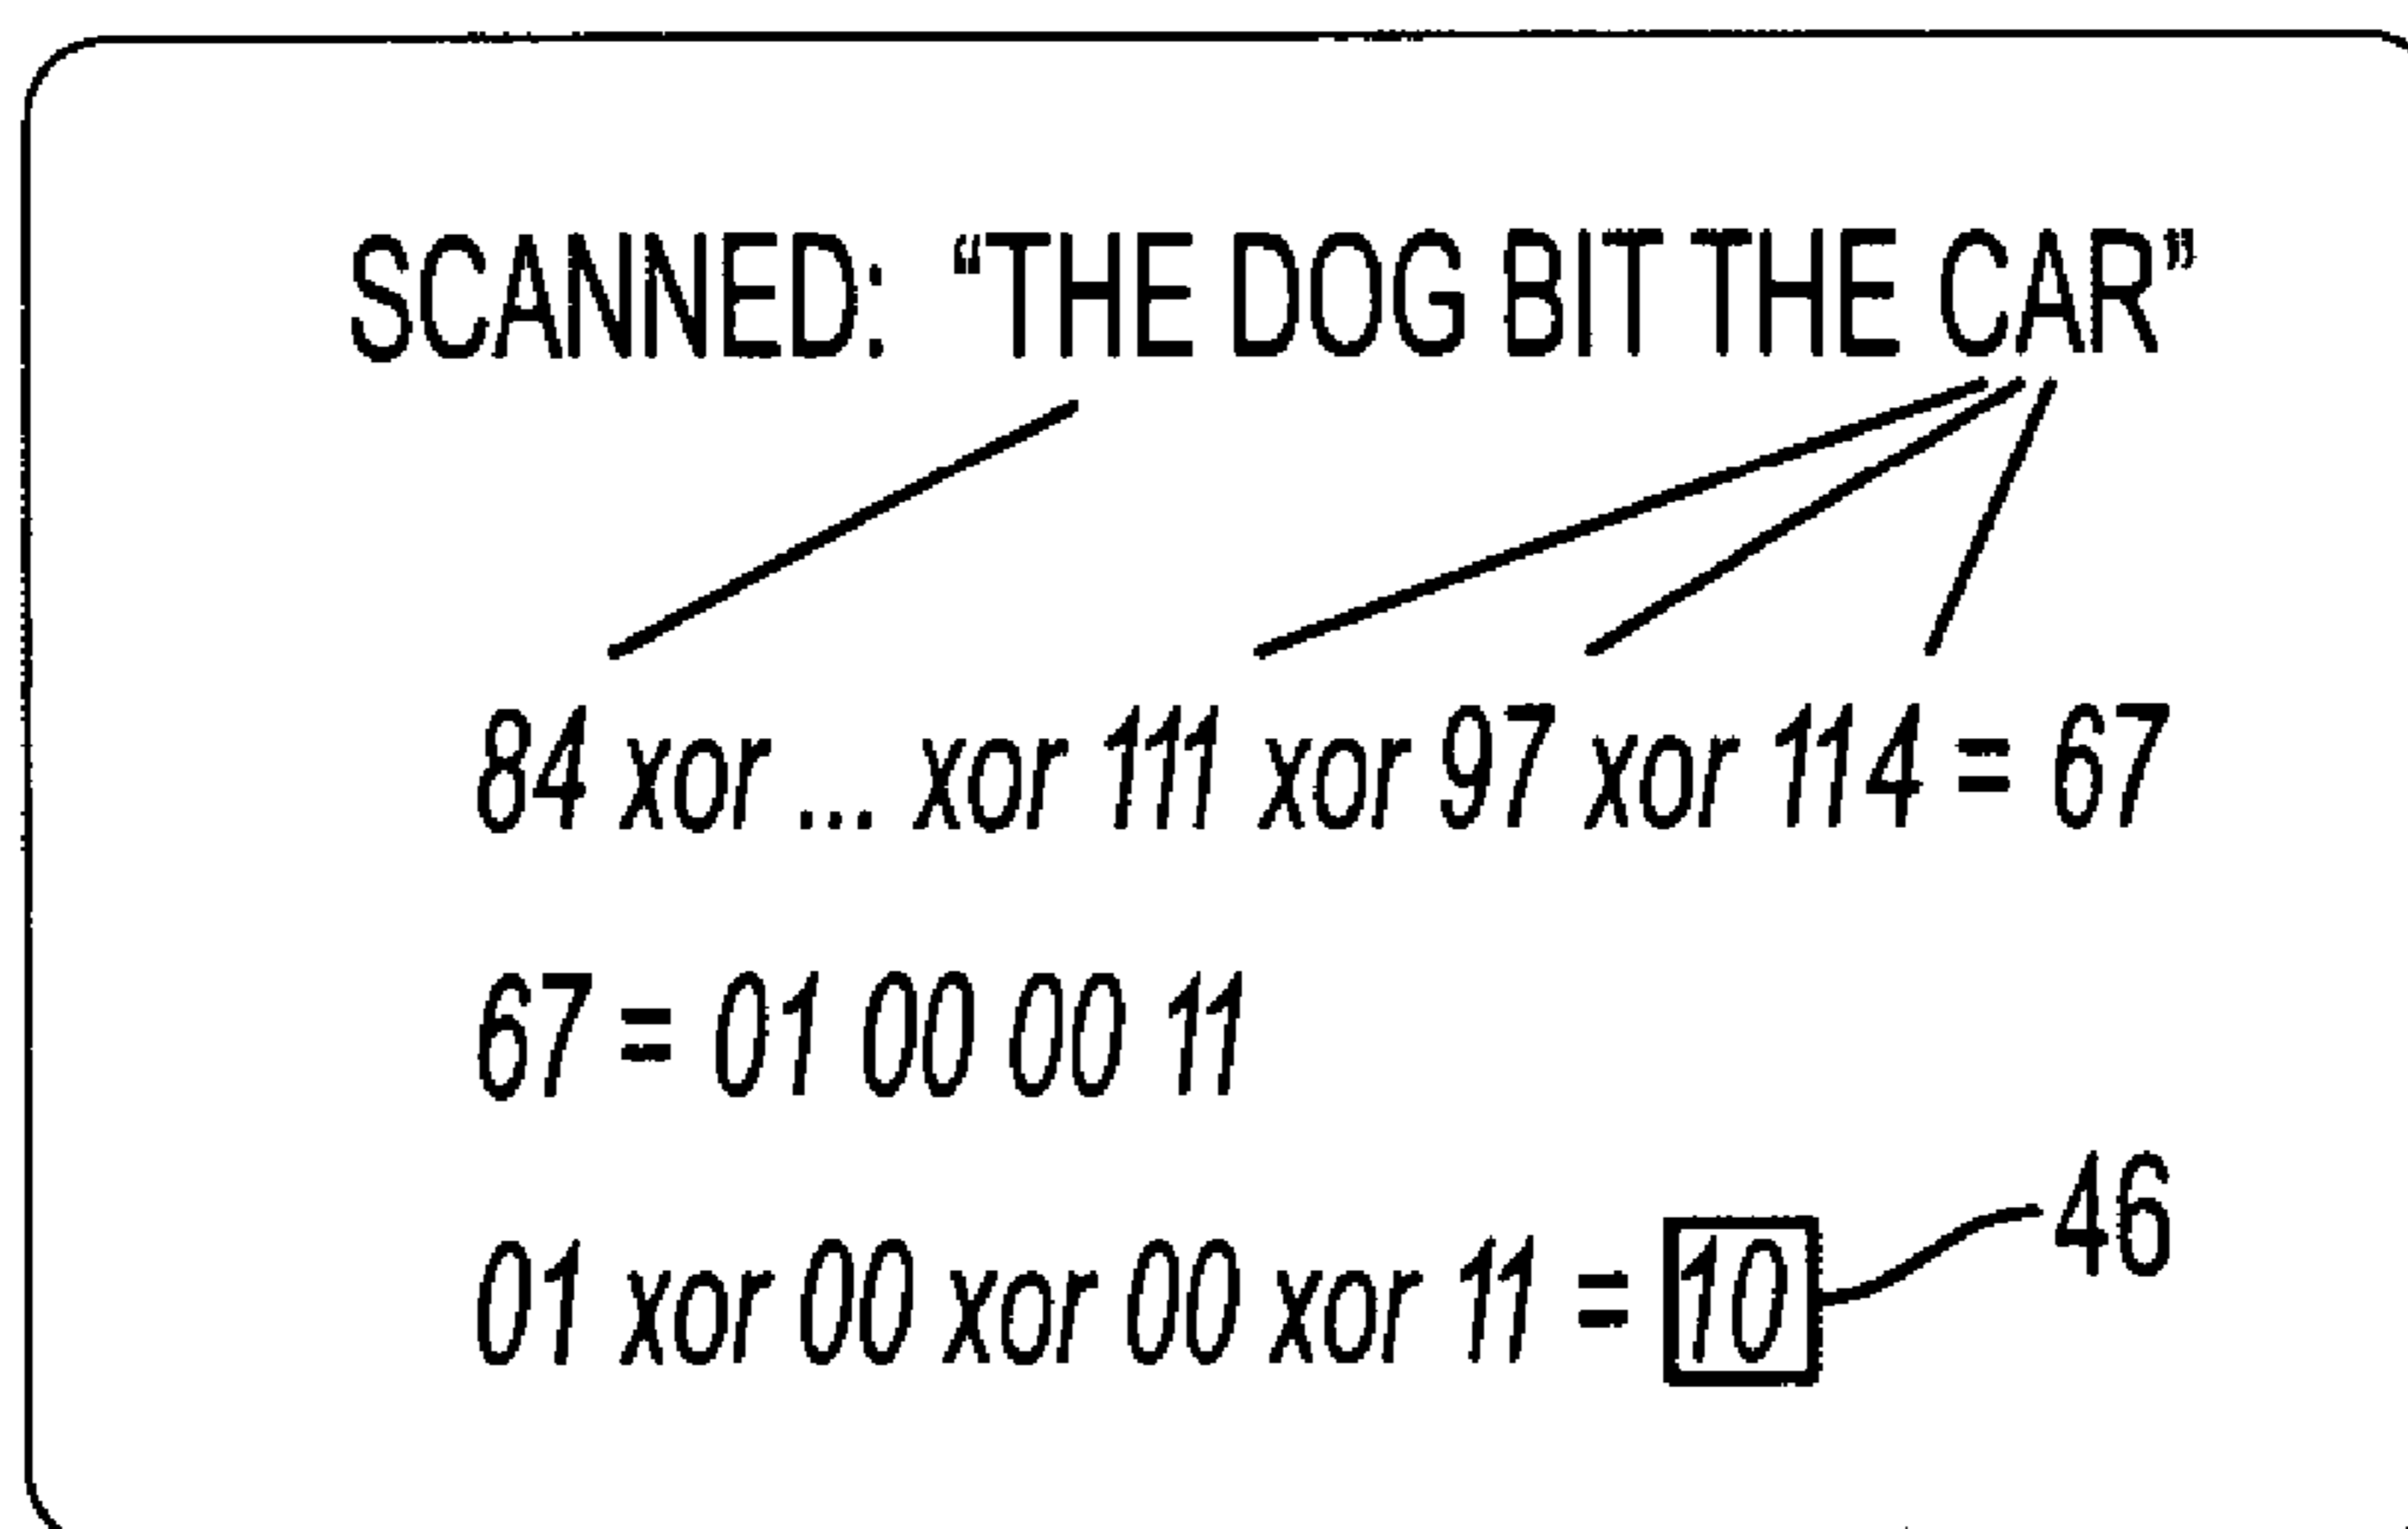 SCANNED: “THE DOG BIT THE CAR”
84 xor ... xor 111 xor 97 xor 114 = 67
67 = 01 00 00 11
46
01 xor 00 xor 00 xor 11 = 10